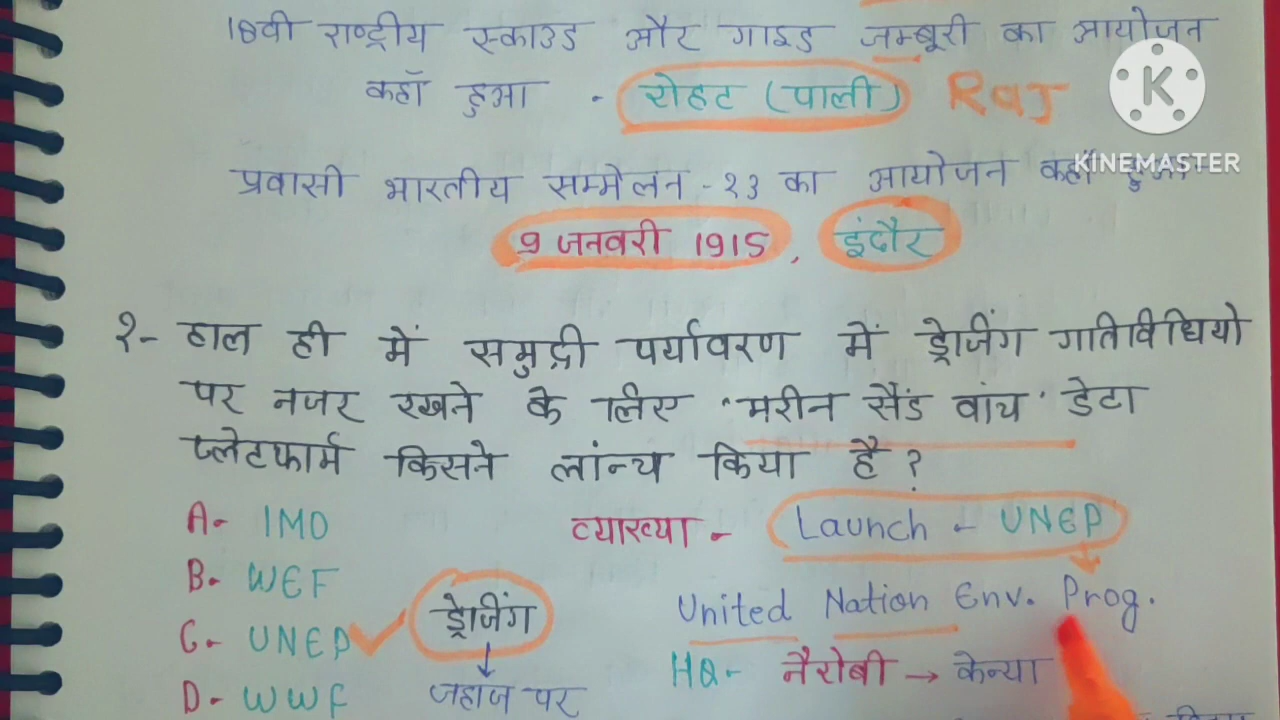 18वी राष्ट्रीय स्काउड और गाइड जम्बूरी का आयोजन
कहाँ हुआ - रोहट (पाली) Raj
K
KINEMASTER
प्रवासी भारतीय सम्मेलन -23 का आयोजन कहाँ
9 जनवरी 1915, इंदौर
2- हाल ही में समुद्री पर्यावरण में ड्रेजिंग गतिविधियो
पर नजर रखने के लिए 'मरीन सैंड वांच' डेटा
प्लेटफार्म किसने लांन्च किया है ?
A- IMO
व्याख्या - Launch - UNEP
B- WEF
ड्रेजिंग
United Nation Env. Prog.
C- UNEP
HQ- नैरोबी → केन्या
D- WWF
जहाज पर